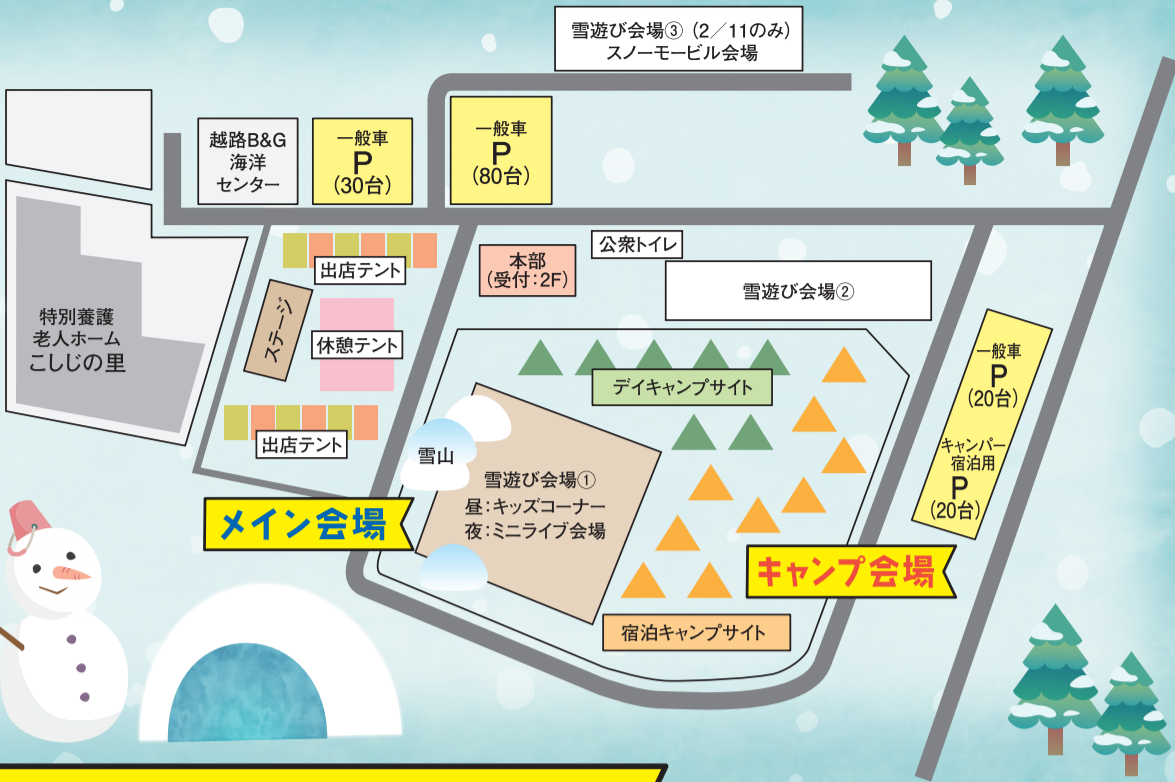 雪遊び会場③（2／11のみ）
スノーモービル会場
越路B&G
海洋
センター
一般車
P
（30台）
一般車
P
（80台）
公衆トイレ
本部
（受付：2F）
出店テント
雪遊び会場②
ステージ
特別養護
老人ホーム
こしじの里
休憩テント
一般車
P
（20台）
デイキャンプサイト
出店テント
雪山
キャンパー
宿泊用
P
（20台）
雪遊び会場①
昼：キッズコーナー
夜：ミニライブ会場
メイン会場
キャンプ会場
宿泊キャンプサイト